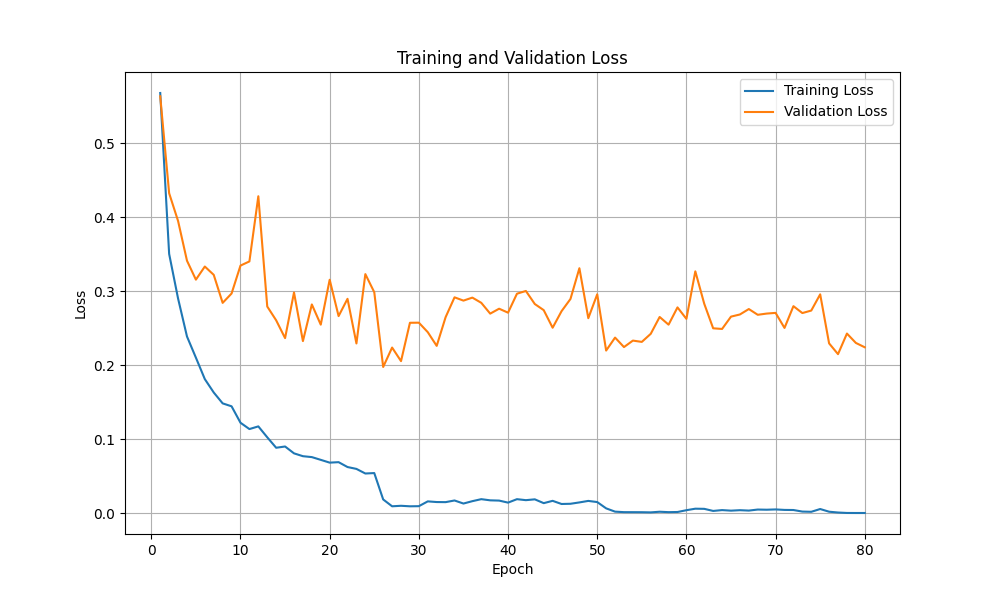 Training and Validation Loss
Training Loss
Validation Loss
0.5
0.4
0.3
0.2
0.1
0.0
Loss
0 10 20 30 40 50 60 70 80
Epoch